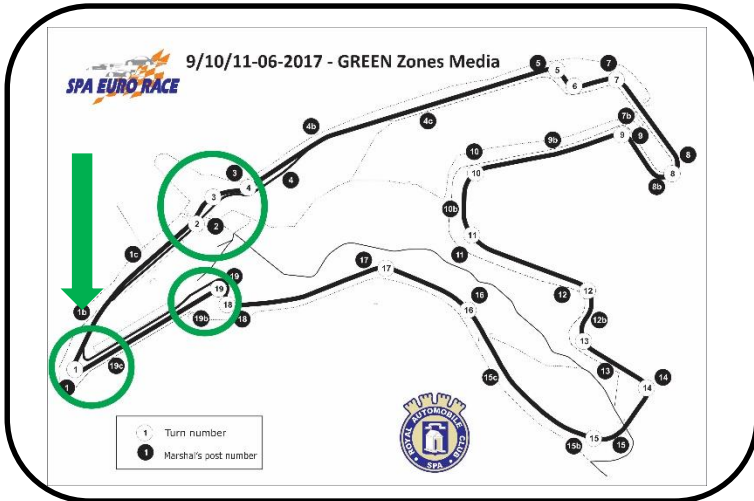 SPA EURO RACE
9/10/11-06-2017 - GREEN Zones Media
5
5
6
7
7
7b
9
9
8
8
8b
9b
4c
4b
10
10
10b
11
11
3
4
3
4
2
2
1c
1b
17
17
19
19
18
18
19b
16
16
15c
12
12
12b
13
13
14
14
1
1
19c
15
15
15b
1 Turn number
1 Marshal's post number
ROYAL AUTOMOBILE CLUB
SPA